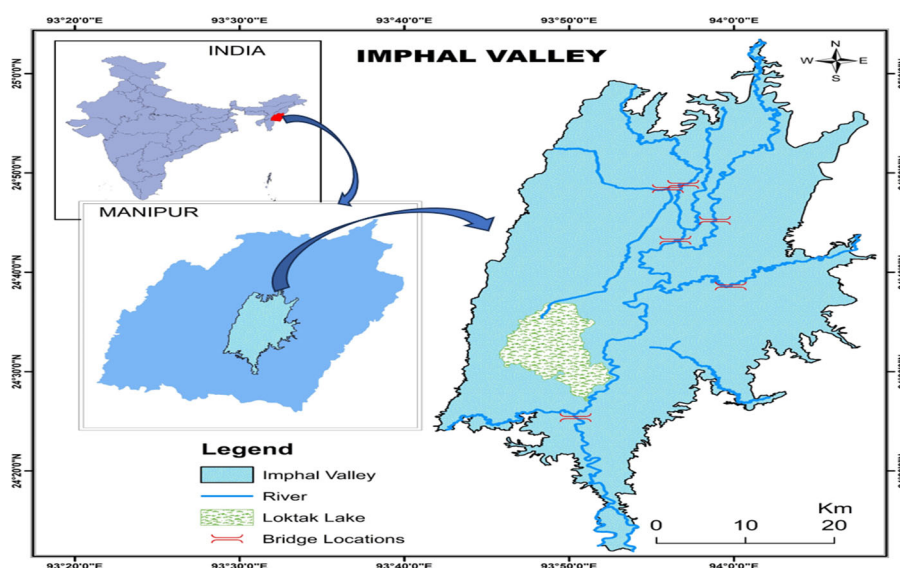 93°20'0"E 93°30'0"E 93°40'0"E 93°50'0"E 94°0'0"E
INDIA
IMPHAL VALLEY
N
W E
S
25°0'0"N
24°50'0"N
MANIPUR
24°40'0"N
24°30'0"N
24°20'0"N
Legend
Imphal Valley
River
Loktak Lake
Bridge Locations
Km
0 10 20
93°20'0"E 93°30'0"E 93°40'0"E 93°50'0"E 94°0'0"E